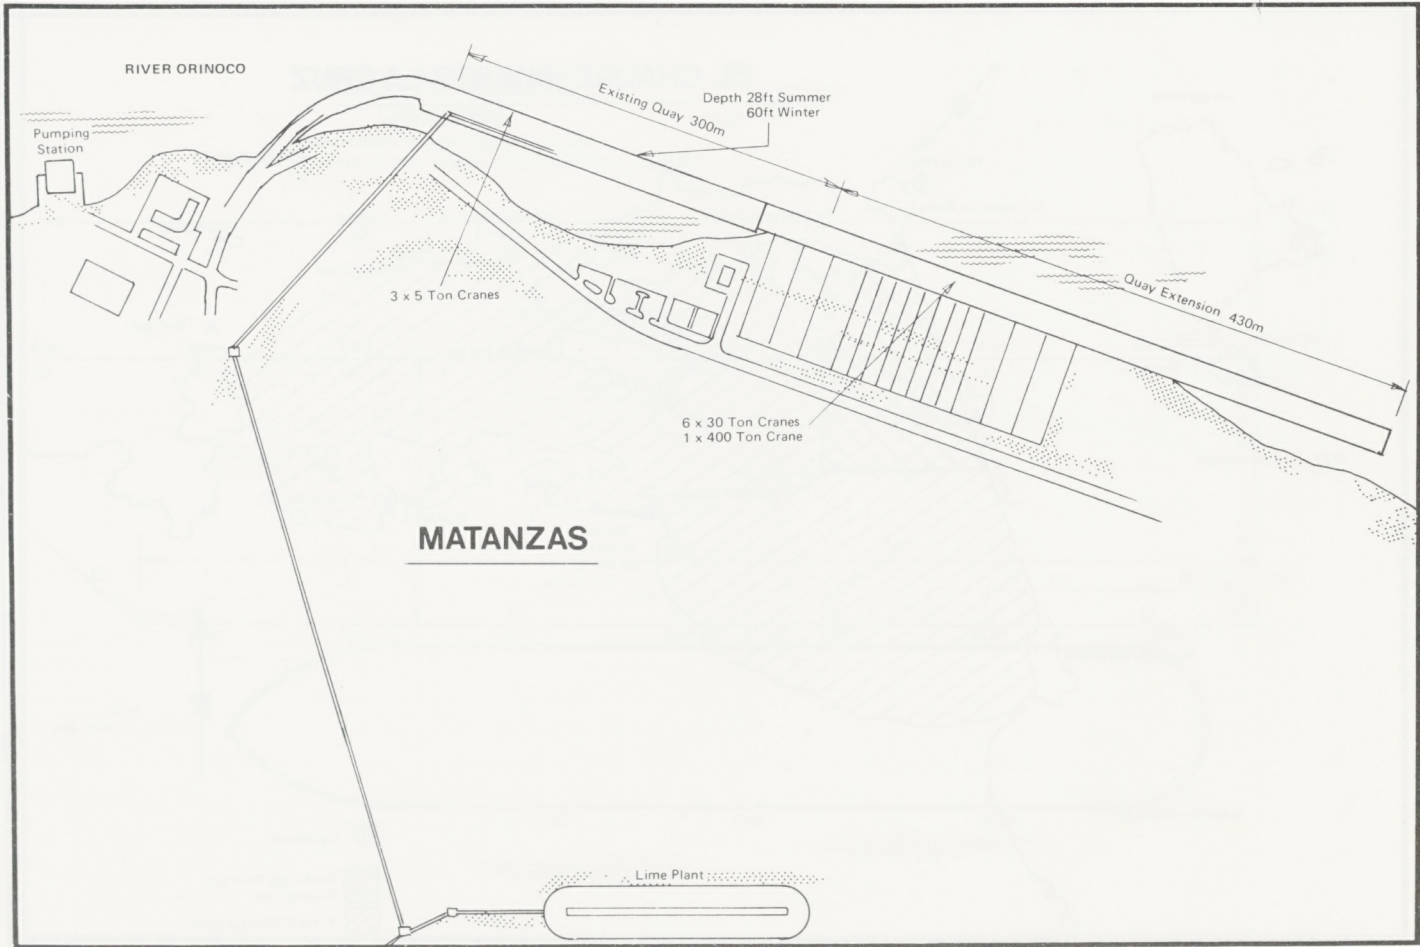 RIVER ORINOCO
Pumping
Station
Existing Quay 300m
Depth 28ft Summer
60ft Winter
Quay Extension 430m
3 x 5 Ton Cranes
6 x 30 Ton Cranes
1 x 400 Ton Crane
MATANZAS
Lime Plant